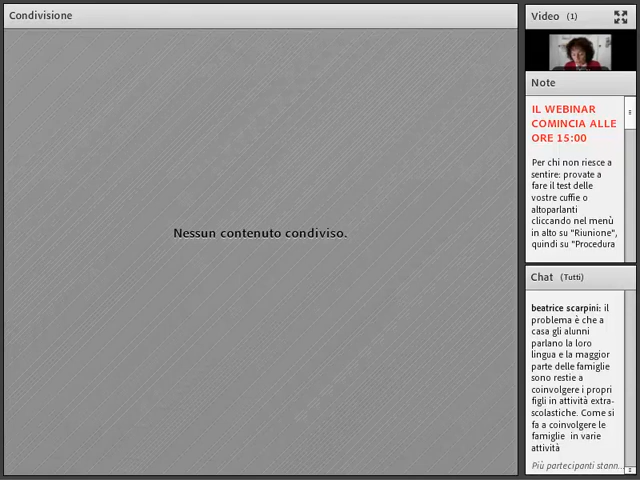 Condivisione
Nessun contenuto condiviso.
Video (1)
Note
IL WEBINAR
COMINCIA ALLE
ORE 15:00
Per chi non riesce a
sentire: provate a
fare il test delle
vostre cuffie o
altoparlanti
cliccando nel menù
in alto su "Riunione",
quindi su "Procedura
Chat (Tutti)
beatrice scarpini: il
problema è che a
casa gli alunni
parlano la loro
lingua e la maggior
parte delle famiglie
sono restie a
coinvolgere i propri
figli in attività extra-
scolastiche. Come si
fa a coinvolgere le
famiglie in varie
attività
Più partecipanti stann...